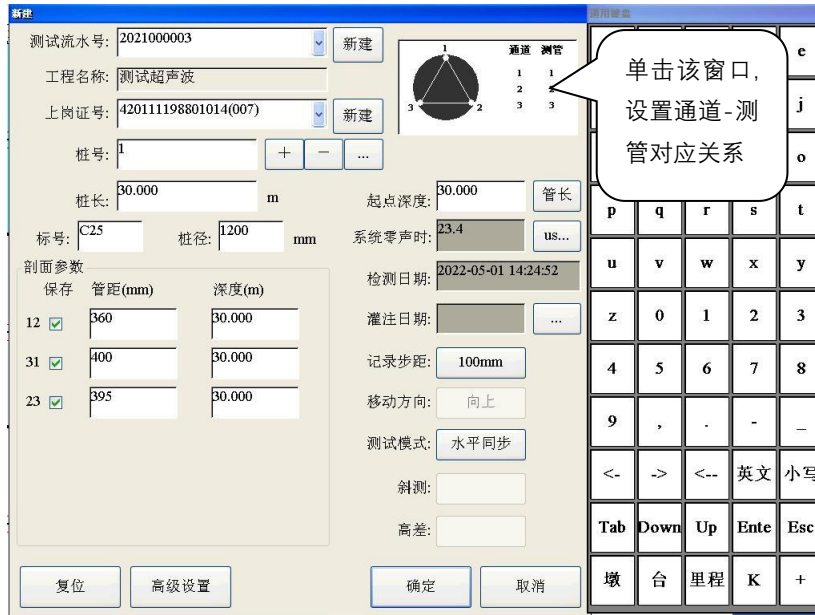 新建
通用键盘
测试流水号: 2021000003 新建
工程名称: 测试超声波
上岗证号: 420111198801014(007) 新建
桩号: 1 + - ...
桩长: 30.000 m
标号: C25 桩径: 1200 mm
剖面参数
保存 管距(mm) 深度(m)
12 360 30.000
31 400 30.000
23 395 30.000
通道 测管
1 1
2 2
3 3
1
3 2
单击该窗口,
设置通道-测
管对应关系
起点深度: 30.000 管长
系统零声时: 23.4 us...
检测日期: 2022-05-01 14:24:52
灌注日期: ...
记录步距: 100mm
移动方向: 向上
测试模式: 水平同步
斜测:
高差:
复位 高级设置 确定 取消
e
j
o
p q r s t
u v w x y
z 0 1 2 3
4 5 6 7 8
9 , . - _
<- -> <-- 英文 小写
Tab Down Up Ente Esc
墩 台 里程 K +